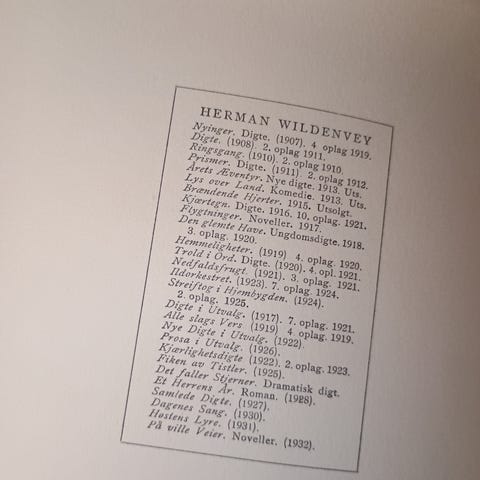 HERMAN WILDENVEY
Nyinger. Digte. (1907). 4 oplag 1919.
Digte. (1908). 2. oplag 1911.
Ringsgang. (1910). 2. oplag 1910.
Prismer. Digte. (1911). 2. oplag 1912.
Årets Æventyr. Nye digte. 1913. Uts.
Lys over Land. Komedie. 1913. Uts.
Brændende Hjerter. 1915. Utsolgt.
Kjærtegn. Digte. 1916. 10. oplag. 1921.
Flygtninger. Noveller. 1917.
Den glemte Have. Ungdomsdigte. 1918.
3. oplag. 1920.
Hemmeligheter. (1919) 4. oplag. 1920.
Trold i Ord. Digte. (1920). 4. opl. 1921.
Nedfaldsfrugt. (1921). 3. oplag. 1921.
Ildorkestret. (1923). 7. oplag. 1924.
Streiftog i Hjembygden. (1924).
2. oplag. 1925.
Digte i Utvalg. (1917). 7. oplag. 1921.
Alle slags Vers (1919) 4 oplag. 1919.
Nye Digte i Utvalg. (1922).
Prosa i Utvalg. (1926).
Kjærlighetsdigte (1922). 2. oplag. 1923.
Fiken av Tistler. (1925).
Det faller Stjerner. Dramatisk digt.
Et Herrens År. Roman. (1928).
Samlede Digte. (1927).
Dagenes Sang. (1930).
Høstens Lyre. (1931).
På ville Veier. Noveller. (1932).